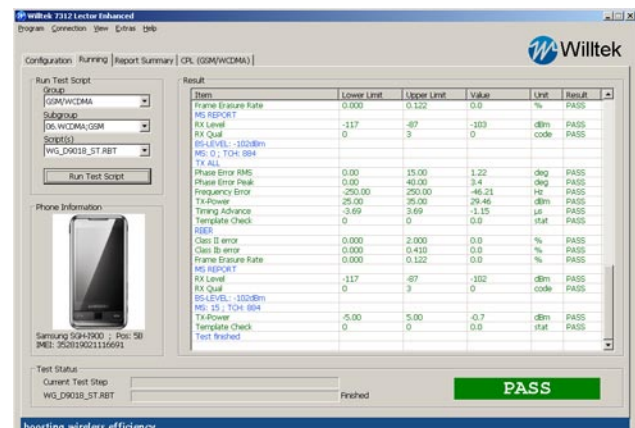 Willtek 7312 Lector Enhanced
Program Connection View Extras Help
Willtek
Configuration Running Report Summary CPL (GSM/WCDMA)
Run Test Script
Group
GSM/WCDMA
Subgroup
06.WCDMA;GSM
Script(s)
WG_D9018_ST.RBT
Run Test Script
Phone Information
Samsung SGH-I900 ; Pos: 5B
IMEI: 352819021116691
Result
Item Lower Limit Upper Limit Value Unit Result
Frame Erasure Rate 0.000 0.122 0.0 % PASS
MS REPORT
RX Level -117 -87 -103 dBm PASS
RX Qual 0 3 0 code PASS
BS-LEVEL: -102dBm
MS: 0 ; TCH: 884
TX ALL
Phase Error RMS 0.00 15.00 1.22 deg PASS
Phase Error Peak 0.00 40.00 3.4 deg PASS
Frequency Error -250.00 250.00 -46.21 Hz PASS
TX-Power 25.00 35.00 29.46 dBm PASS
Timing Advance -3.69 3.69 -1.15 µs PASS
Template Check 0 0 0.0 stat PASS
RBER
Class II error 0.000 2.000 0.0 % PASS
Class Ib error 0.000 0.410 0.0 % PASS
Frame Erasure Rate 0.000 0.122 0.0 % PASS
MS REPORT
RX Level -117 -87 -102 dBm PASS
RX Qual 0 3 0 code PASS
BS-LEVEL: -102dBm
MS: 15 ; TCH: 884
TX-Power -5.00 5.00 -0.7 dBm PASS
Template Check 0 0 0.0 stat PASS
Test finished
Test Status
Current Test Step
WG_D9018_ST.RBT Finished
PASS
boosting wireless efficiency